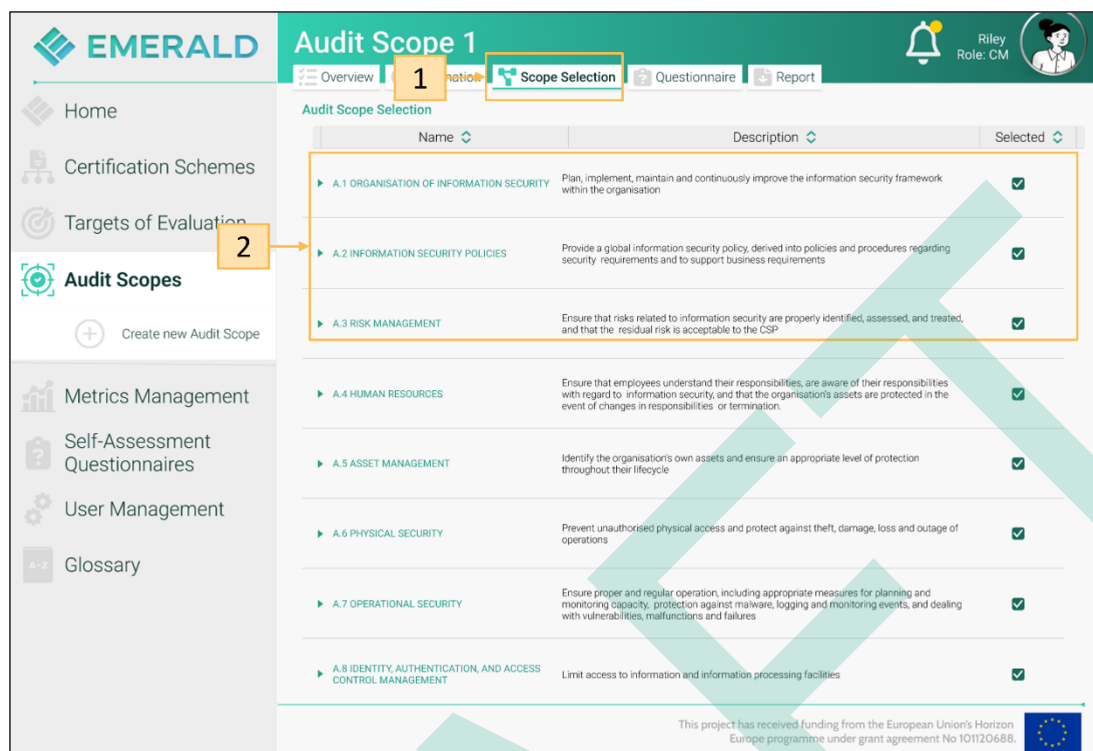 EMERALD
Audit Scope 1
Riley
Role: CM
Overview
1
Scope Selection
Questionnaire
Report
Home
Certification Schemes
Targets of Evaluation
2
Audit Scopes
Create new Audit Scope
Metrics Management
Self-Assessment
Questionnaires
User Management
A-Z
Glossary
Audit Scope Selection
Name Description Selected
A.1 ORGANISATION OF INFORMATION SECURITY
Plan, implement, maintain and continuously improve the information security framework
within the organisation
A.2 INFORMATION SECURITY POLICIES
Provide a global information security policy, derived into policies and procedures regarding
security requirements and to support business requirements
A.3 RISK MANAGEMENT
Ensure that risks related to information security are properly identified, assessed, and treated,
and that the residual risk is acceptable to the CSP
A.4 HUMAN RESOURCES
Ensure that employees understand their responsibilities, are aware of their responsibilities
with regard to information security, and that the organisation's assets are protected in the
event of changes in responsibilities or termination.
A.5 ASSET MANAGEMENT
Identify the organisation's own assets and ensure an appropriate level of protection
throughout their lifecycle
A.6 PHYSICAL SECURITY
Prevent unauthorised physical access and protect against theft, damage, loss and outage of
operations
A.7 OPERATIONAL SECURITY
Ensure proper and regular operation, including appropriate measures for planning and
monitoring capacity, protection against malware, logging and monitoring events, and dealing
with vulnerabilities, malfunctions and failures
A.8 IDENTITY, AUTHENTICATION, AND ACCESS
CONTROL MANAGEMENT
Limit access to information and information processing facilities
This project has received funding from the European Union's Horizon
Europe programme under grant agreement No 101120688.